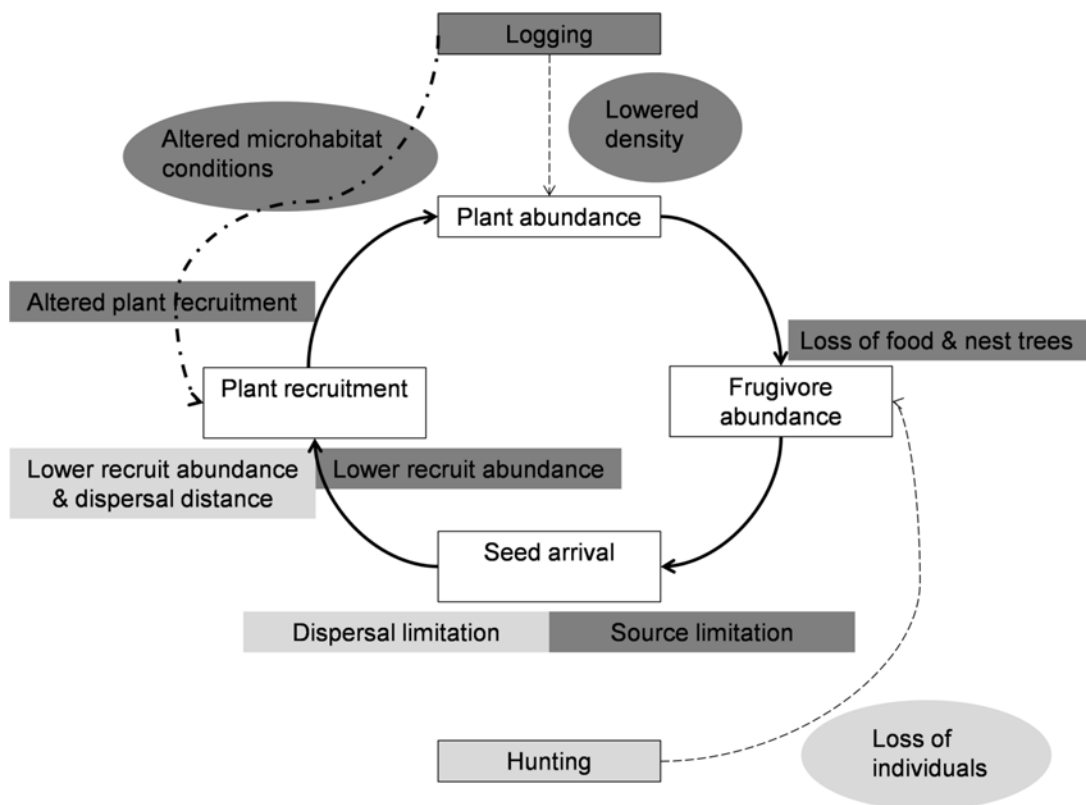 Logging
Lowered
density
Altered microhabitat
conditions
Plant abundance
Altered plant recruitment
Loss of food & nest trees
Plant recruitment
Frugivore
abundance
Lower recruit abundance
& dispersal distance
Lower recruit abundance
Seed arrival
Dispersal limitation
Source limitation
Hunting
Loss of
individuals